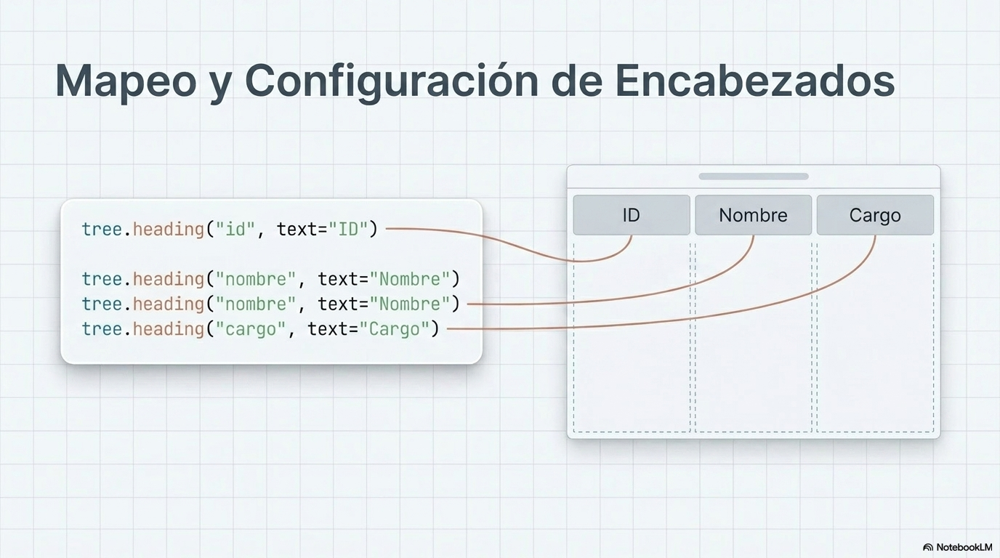 Mapeo y Configuración de Encabezados
tree.heading("id", text="ID")
tree.heading("nombre", text="Nombre")
tree.heading("nombre", text="Nombre")
tree.heading("cargo", text="Cargo")
ID
Nombre
Cargo
NotebookLM